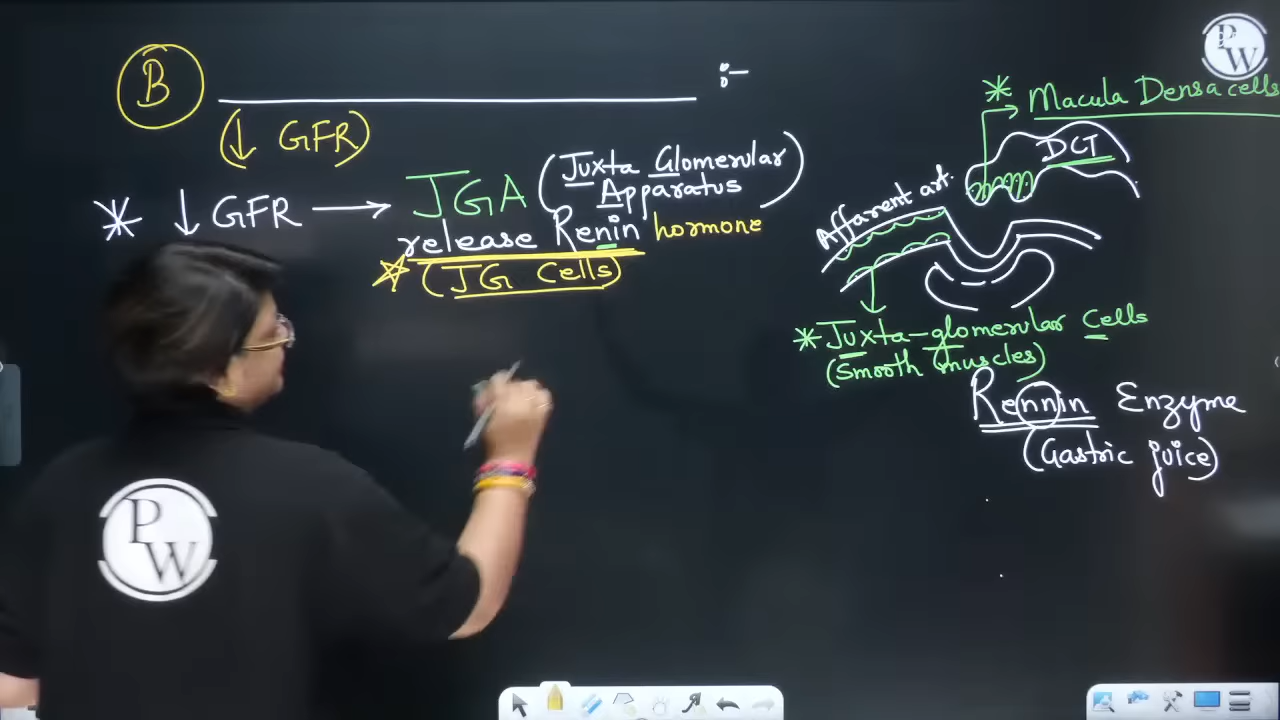 B :-
(↓ GFR)
* ↓ GFR → JGA (Juxta Glomerular
Apparatus)
release Renin hormone
☆ (JG Cells)
PW
* Macula Densa cells
DCT
Affarent art.
* Juxta-glomerular Cells
(Smooth muscles)
Rennin Enzyme
(Gastric juice)
PW